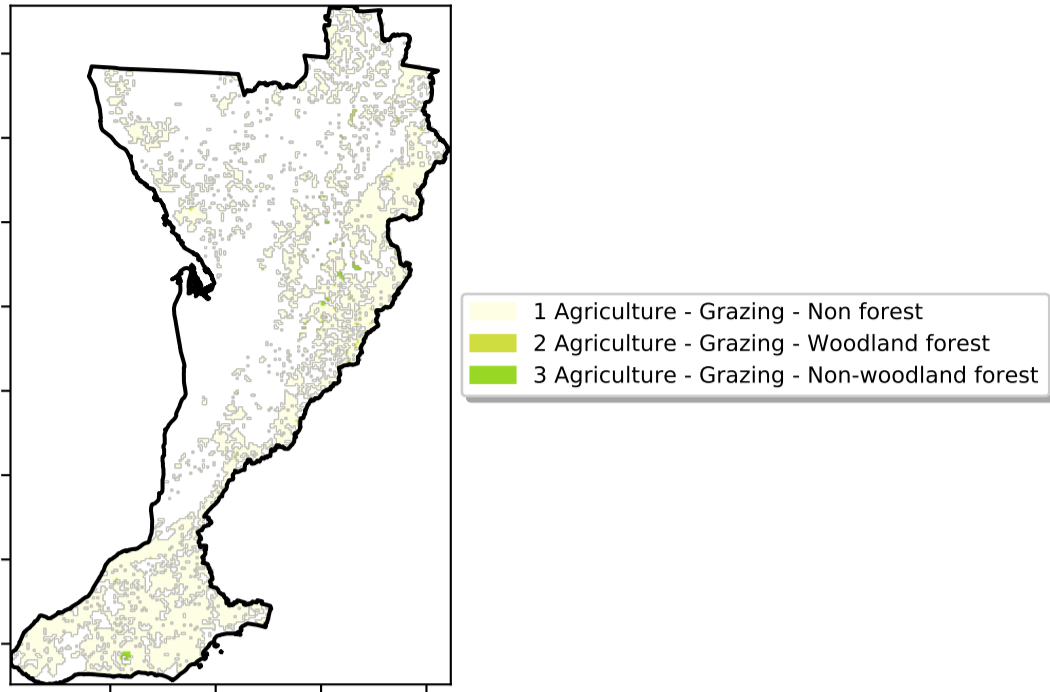 1 Agriculture - Grazing - Non forest
2 Agriculture - Grazing - Woodland forest
3 Agriculture - Grazing - Non-woodland forest